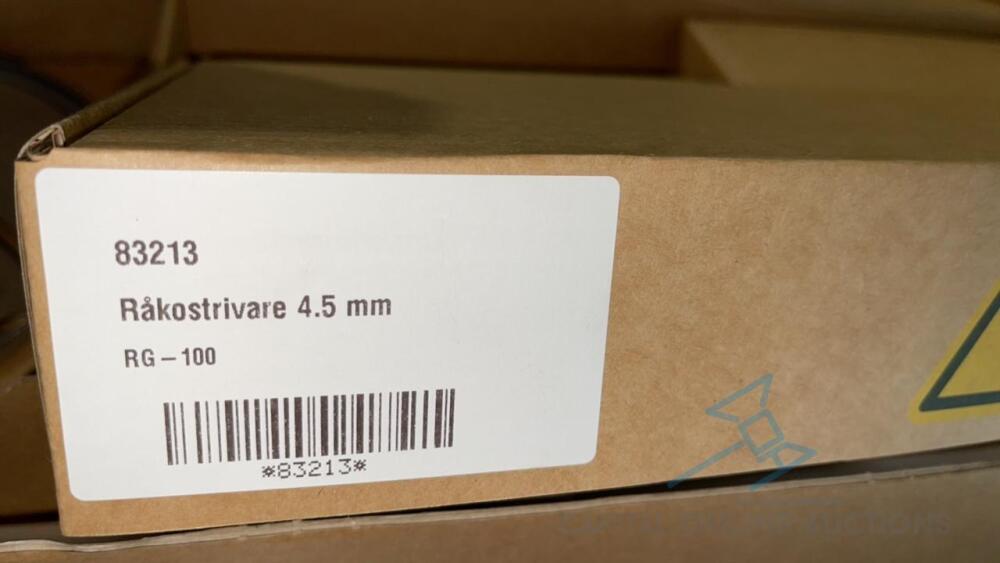 83213
Råkostrivare 4.5 mm
RG-100
*83213*